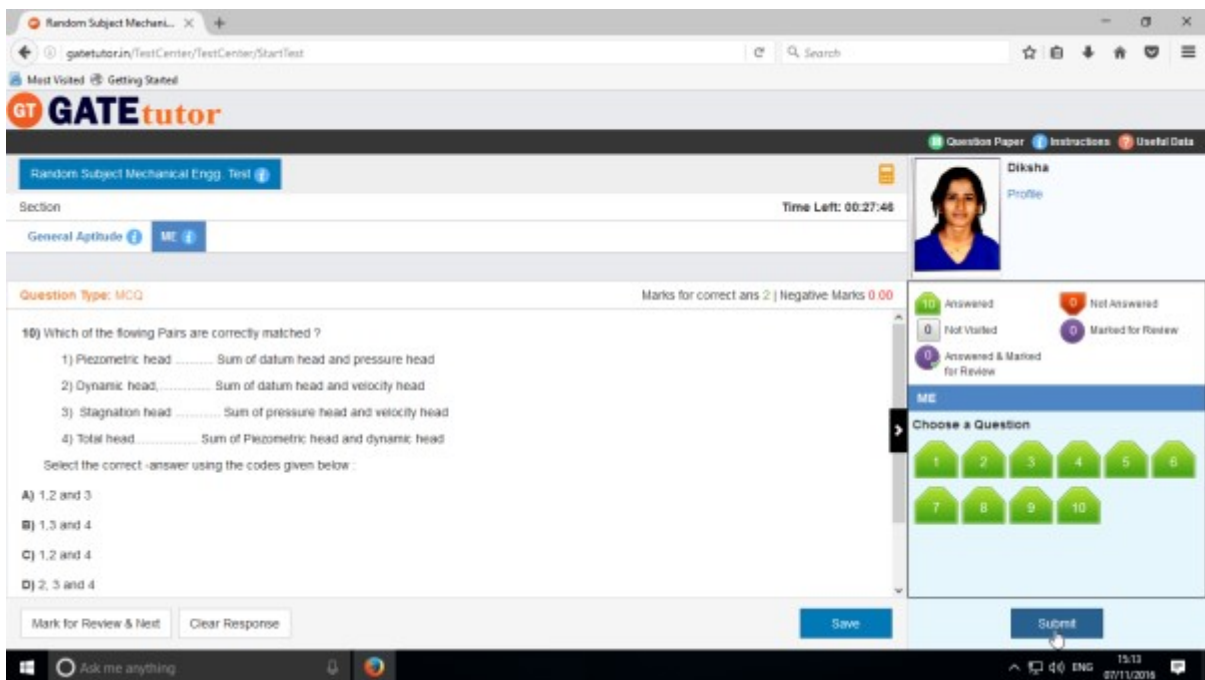 Random Subject Mechani...
gatetutor.in/TestCenter/TestCenter/StartTest
Search
Most Visited Getting Started
GT GATEtutor
Question Paper Instructions Useful Data
Random Subject Mechanical Engg. Test
Diksha
Profile
Section
Time Left: 00:27:46
General Aptitude ME
Question Type: MCQ
Marks for correct ans 2 | Negative Marks 0.00
10 Answered
0 Not Answered
0 Not Visited
0 Marked for Review
0 Answered & Marked
for Review
10) Which of the flowing Pairs are correctly matched ?
1) Piezometric head ........... Sum of datum head and pressure head
2) Dynamic head,............... Sum of datum head and velocity head
3) Stagnation head ............. Sum of pressure head and velocity head
4) Total head.................. Sum of Piezometric head and dynamic head
Select the correct -answer using the codes given below :
A) 1,2 and 3
B) 1,3 and 4
C) 1,2 and 4
D) 2, 3 and 4
ME
Choose a Question
1 2 3 4 5 6
7 8 9 10
Mark for Review & Next
Clear Response
Save
Submit
Ask me anything
ENG
15:13
07/11/2016